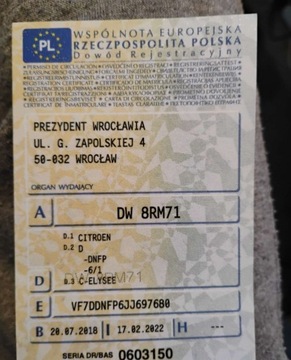 PL
WSPÓLNOTA EUROPEJSKA
RZECZPOSPOLITA POLSKA
Dowód Rejestracyjny
PREZYDENT WROCŁAWIA
UL. G. ZAPOLSKIEJ 4
50-032 WROCŁAW
ORGAN WYDAJĄCY
A DW 8RM71
D.1 CITROEN
D.2 D
-DNFP
-6/1
D D.3 C-ELYSEE
E VF7DDNFP6JJ697680
B 20.07.2018 17.02.2022 H ---
SERIA DR/BAS 0603150